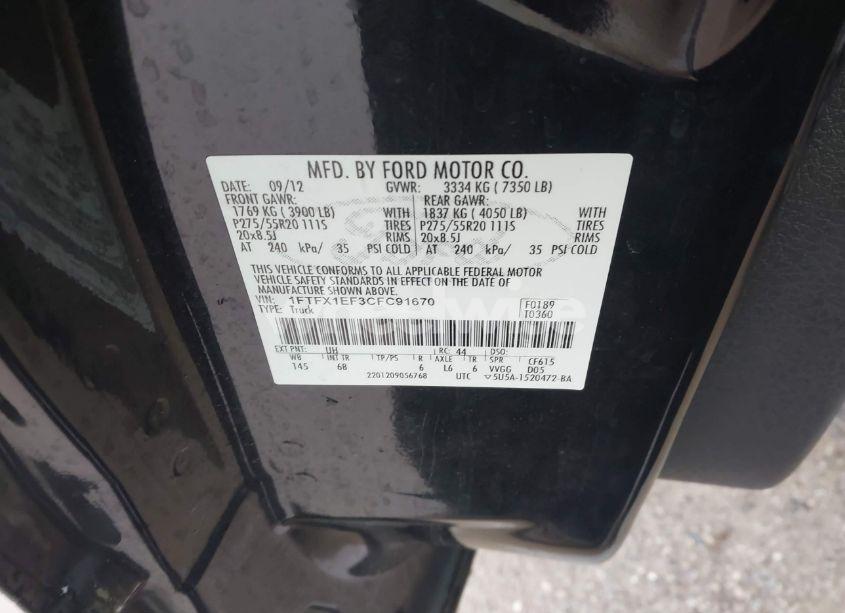 MFD. BY FORD MOTOR CO.
DATE: 09/12 GVWR: 3334 KG ( 7350 LB)
FRONT GAWR: REAR GAWR:
1769 KG (3900 LB) WITH 1837 KG ( 4050 LB) WITH
P275/55R20 111S TIRES P275/55R20 111S TIRES
20x8.5J RIMS 20x8.5J RIMS
AT 240 kPa/ 35 PSI COLD AT 240 kPa/ 35 PSI COLD
THIS VEHICLE CONFORMS TO ALL APPLICABLE FEDERAL MOTOR
VEHICLE SAFETY STANDARDS IN EFFECT ON THE DATE OF
MANUFACTURE SHOWN ABOVE.
VIN: 1FTFX1EF3CFC91670 F0189
TYPE: Truck T0360
EXT PNT: UH RC: 44 DSO:
WB INT TR TP/PS R AXLE TR SPR CF615
145 68 6 L6 6 VVGG D05
2201209056768 UTC 5U5A-1520472-BA